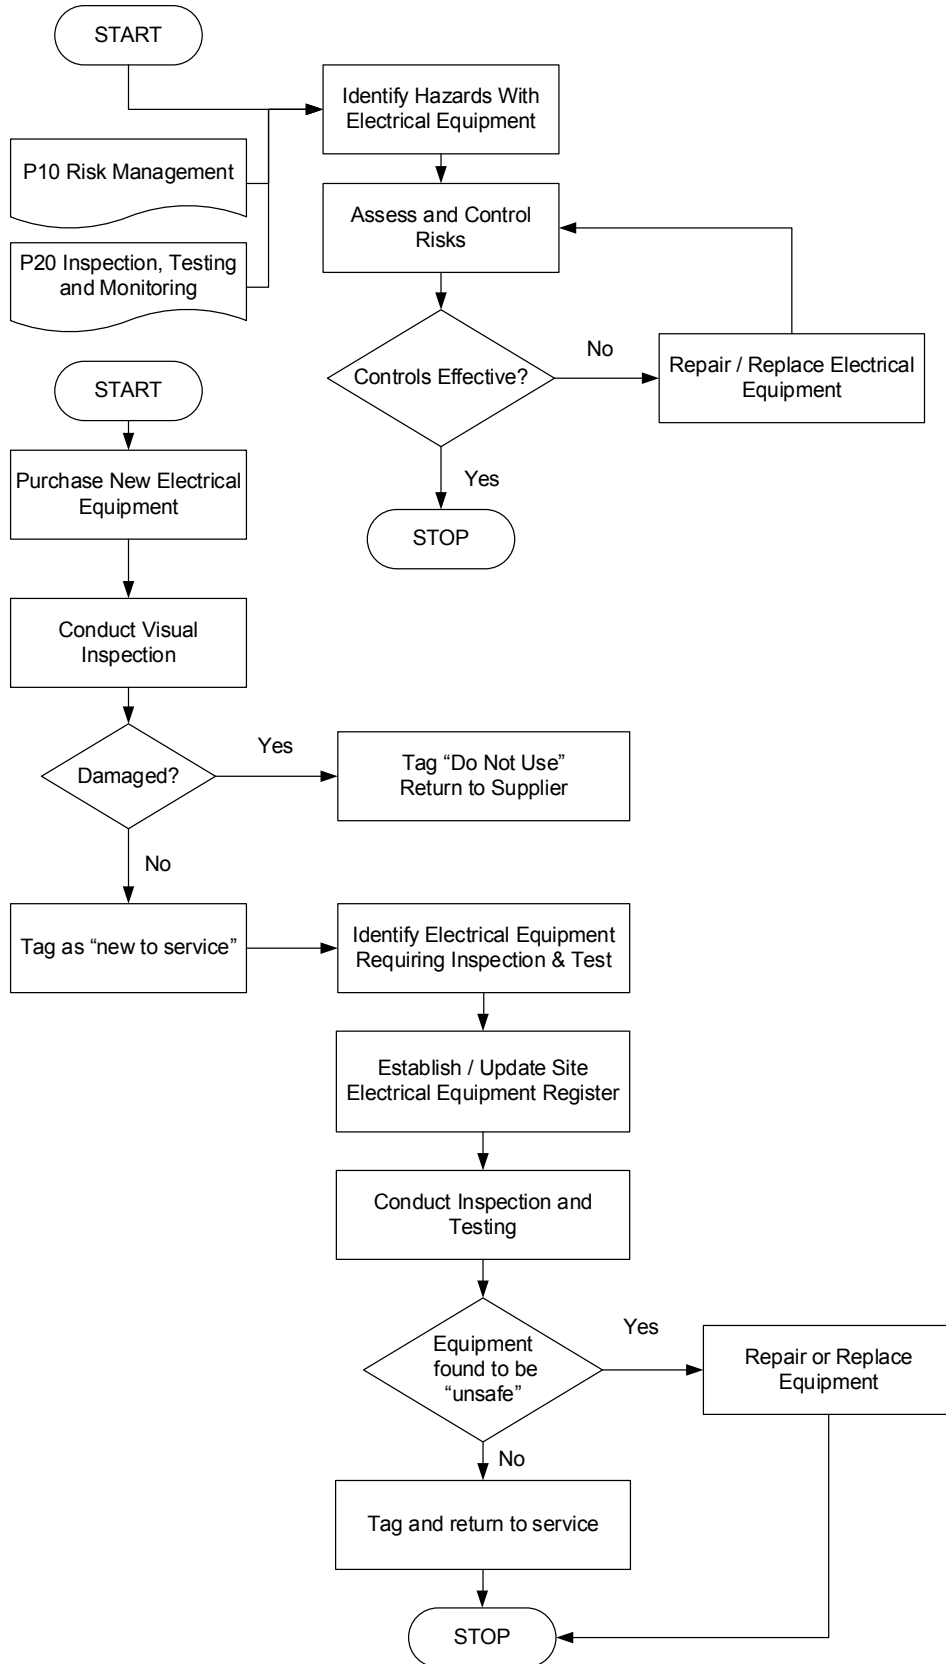 START
Identify Hazards With
Electrical Equipment
P10 Risk Management
Assess and Control
Risks
P20 Inspection, Testing
and Monitoring
Controls Effective?
No
Repair / Replace Electrical
Equipment
Yes
STOP
START
Purchase New Electrical
Equipment
Conduct Visual
Inspection
Damaged?
Yes
Tag “Do Not Use”
Return to Supplier
No
Tag as “new to service”
Identify Electrical Equipment
Requiring Inspection & Test
Establish / Update Site
Electrical Equipment Register
Conduct Inspection and
Testing
Equipment
found to be
“unsafe”
Yes
Repair or Replace
Equipment
No
Tag and return to service
STOP